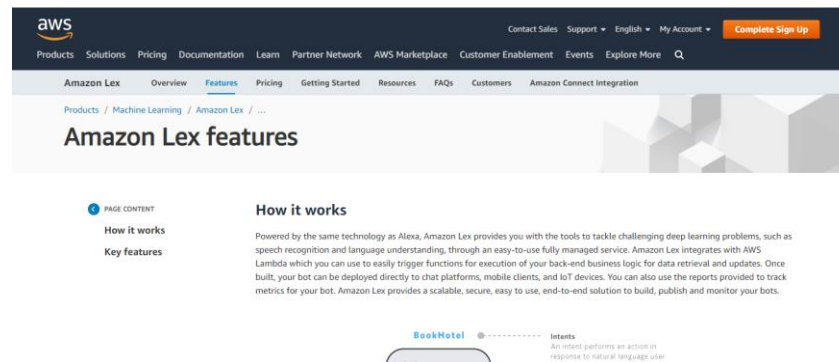 aws
Contact Sales Support English My Account Complete Sign Up
Products Solutions Pricing Documentation Learn Partner Network AWS Marketplace Customer Enablement Events Explore More
Amazon Lex Overview Features Pricing Getting Started Resources FAQs Customers Amazon Connect Integration
Products / Machine Learning / Amazon Lex / ...
Amazon Lex features
PAGE CONTENT
How it works
Key features
How it works
Powered by the same technology as Alexa, Amazon Lex provides you with the tools to tackle challenging deep learning problems, such as
speech recognition and language understanding, through an easy-to-use fully managed service. Amazon Lex integrates with AWS
Lambda which you can use to easily trigger functions for execution of your back-end business logic for data retrieval and updates. Once
built, your bot can be deployed directly to chat platforms, mobile clients, and IoT devices. You can also use the reports provided to track
metrics for your bot. Amazon Lex provides a scalable, secure, easy to use, end-to-end solution to build, publish and monitor your bots.
BookHotel
Intents
An intent performs an action in
response to natural language user